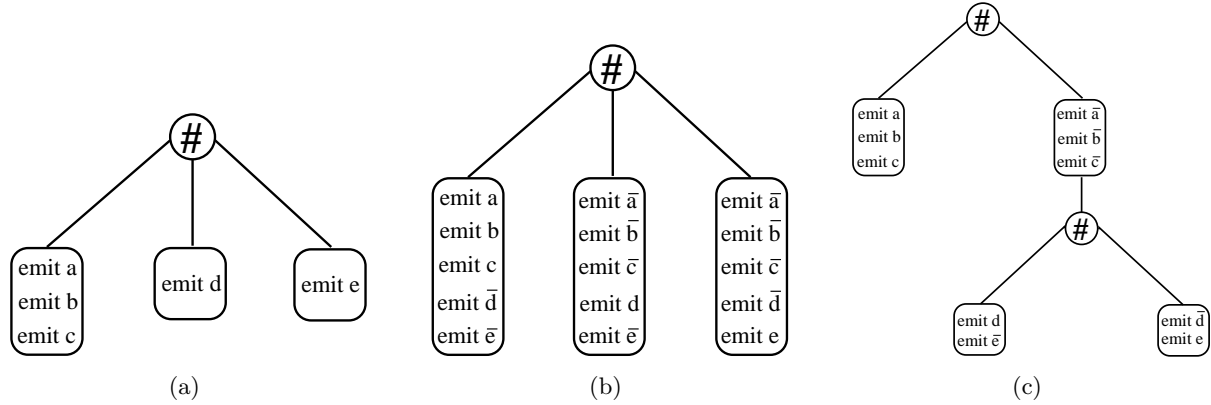 #
emit a
emit b
emit c
emit d
emit e
(a)
#
emit a
emit b
emit c
emit d̅
emit e̅
emit a̅
emit b̅
emit c̅
emit d
emit e̅
emit a̅
emit b̅
emit c̅
emit d̅
emit e
(b)
#
emit a
emit b
emit c
emit a̅
emit b̅
emit c̅
#
emit d
emit e̅
emit d̅
emit e
(c)